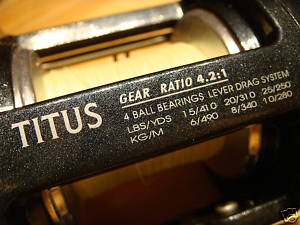 TITUS
GEAR RATIO 4.2:1
4 BALL BEARINGS LEVER DRAG SYSTEM
LBS/YDS 15/410 20/310 25/250
KG/M 6/490 8/340 10/280